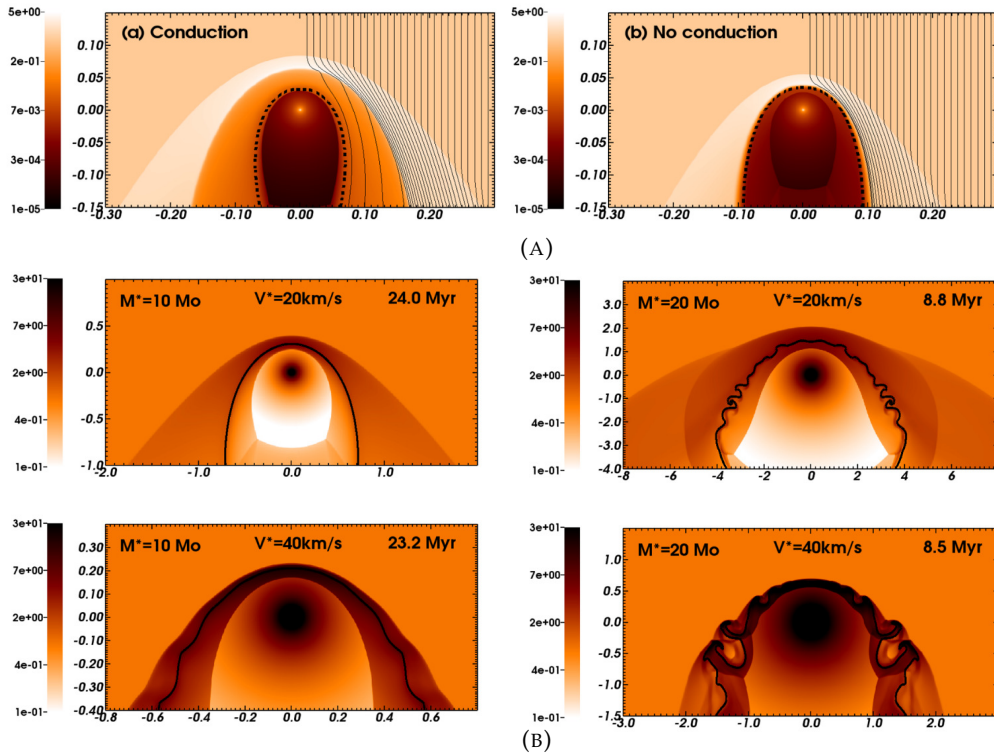 5e+00
2e-01
7e-03
3e-04
1e-05
(a) Conduction
0.10
0.05
0.00
-0.05
-0.10
-0.15
-0.30
-0.10
0.00
0.10
0.20
5e+00
2e-01
7e-03
3e-04
1e-05
(b) No conduction
0.10
0.05
0.00
-0.05
-0.10
-0.15
-0.30
-0.10
0.00
0.10
0.20
(A)
3e+01
7e+00
2e+00
4e-01
1e-01
M*=10 Mo V*=20km/s 24.0 Myr
0.5
0.0
-0.5
-1.0
-2.0
-1.0
0.0
1.0
3e+01
7e+00
2e+00
4e-01
1e-01
M*=20 Mo V*=20km/s 8.8 Myr
3.0
2.0
1.0
0.0
-1.0
-2.0
-3.0
-4.0
-8
-6
-4
-2
0
2
4
6
3e+01
7e+00
2e+00
4e-01
1e-01
M*=10 Mo V*=40km/s 23.2 Myr
0.30
0.20
0.10
0.00
-0.10
-0.20
-0.30
-0.40
-0.8
-0.6
-0.4
-0.2
0.0
0.2
0.4
0.6
3e+01
7e+00
2e+00
4e-01
1e-01
M*=20 Mo V*=40km/s 8.5 Myr
1.0
0.5
0.0
-0.5
-1.0
-1.5
-3.0
-2.0
-1.0
0.0
1.0
2.0
(B)